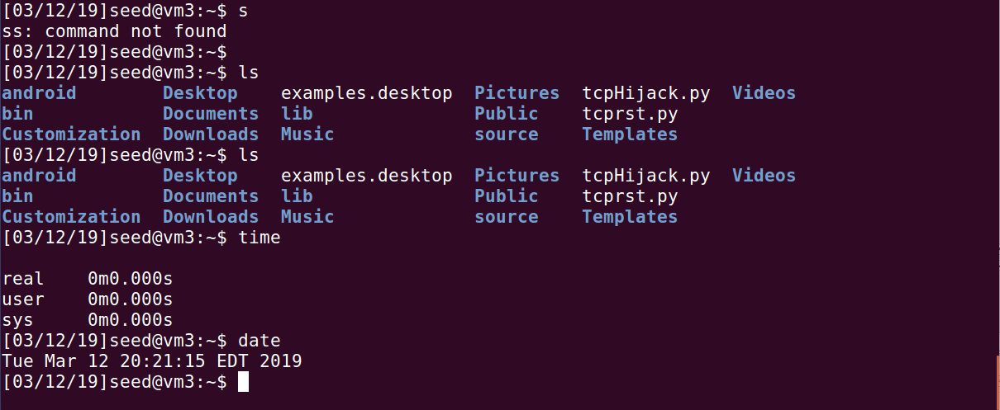 [03/12/19]seed@vm3:~$ s
ss: command not found
[03/12/19]seed@vm3:~$
[03/12/19]seed@vm3:~$ ls
android        Desktop    examples.desktop  Pictures  tcpHijack.py  Videos
bin            Documents  lib               Public    tcprst.py
Customization  Downloads  Music             source    Templates
[03/12/19]seed@vm3:~$ ls
android        Desktop    examples.desktop  Pictures  tcpHijack.py  Videos
bin            Documents  lib               Public    tcprst.py
Customization  Downloads  Music             source    Templates
[03/12/19]seed@vm3:~$ time
real    0m0.000s
user    0m0.000s
sys     0m0.000s
[03/12/19]seed@vm3:~$ date
Tue Mar 12 20:21:15 EDT 2019
[03/12/19]seed@vm3:~$